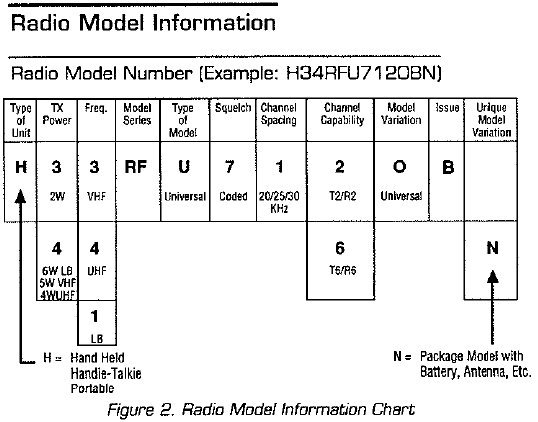 Radio Model Information
Radio Model Number (Example: H34RFU7120BN)
Type of Unit
TX Power
Freq.
Model Series
Type of Model
Squelch
Channel Spacing
Channel Capability
Model Variation
Issue
Unique Model Variation
H
3
3
RF
U
7
1
2
O
B
2W
VHF
Universal
Coded
20/25/30 KHz
T2/R2
Universal
4
4
6
N
6W LB
5W VHF
4WUHF
UHF
T6/R6
1
LB
H = Hand Held
Handie-Talkie
Portable
N = Package Model with
Battery, Antenna, Etc.
Figure 2. Radio Model Information Chart